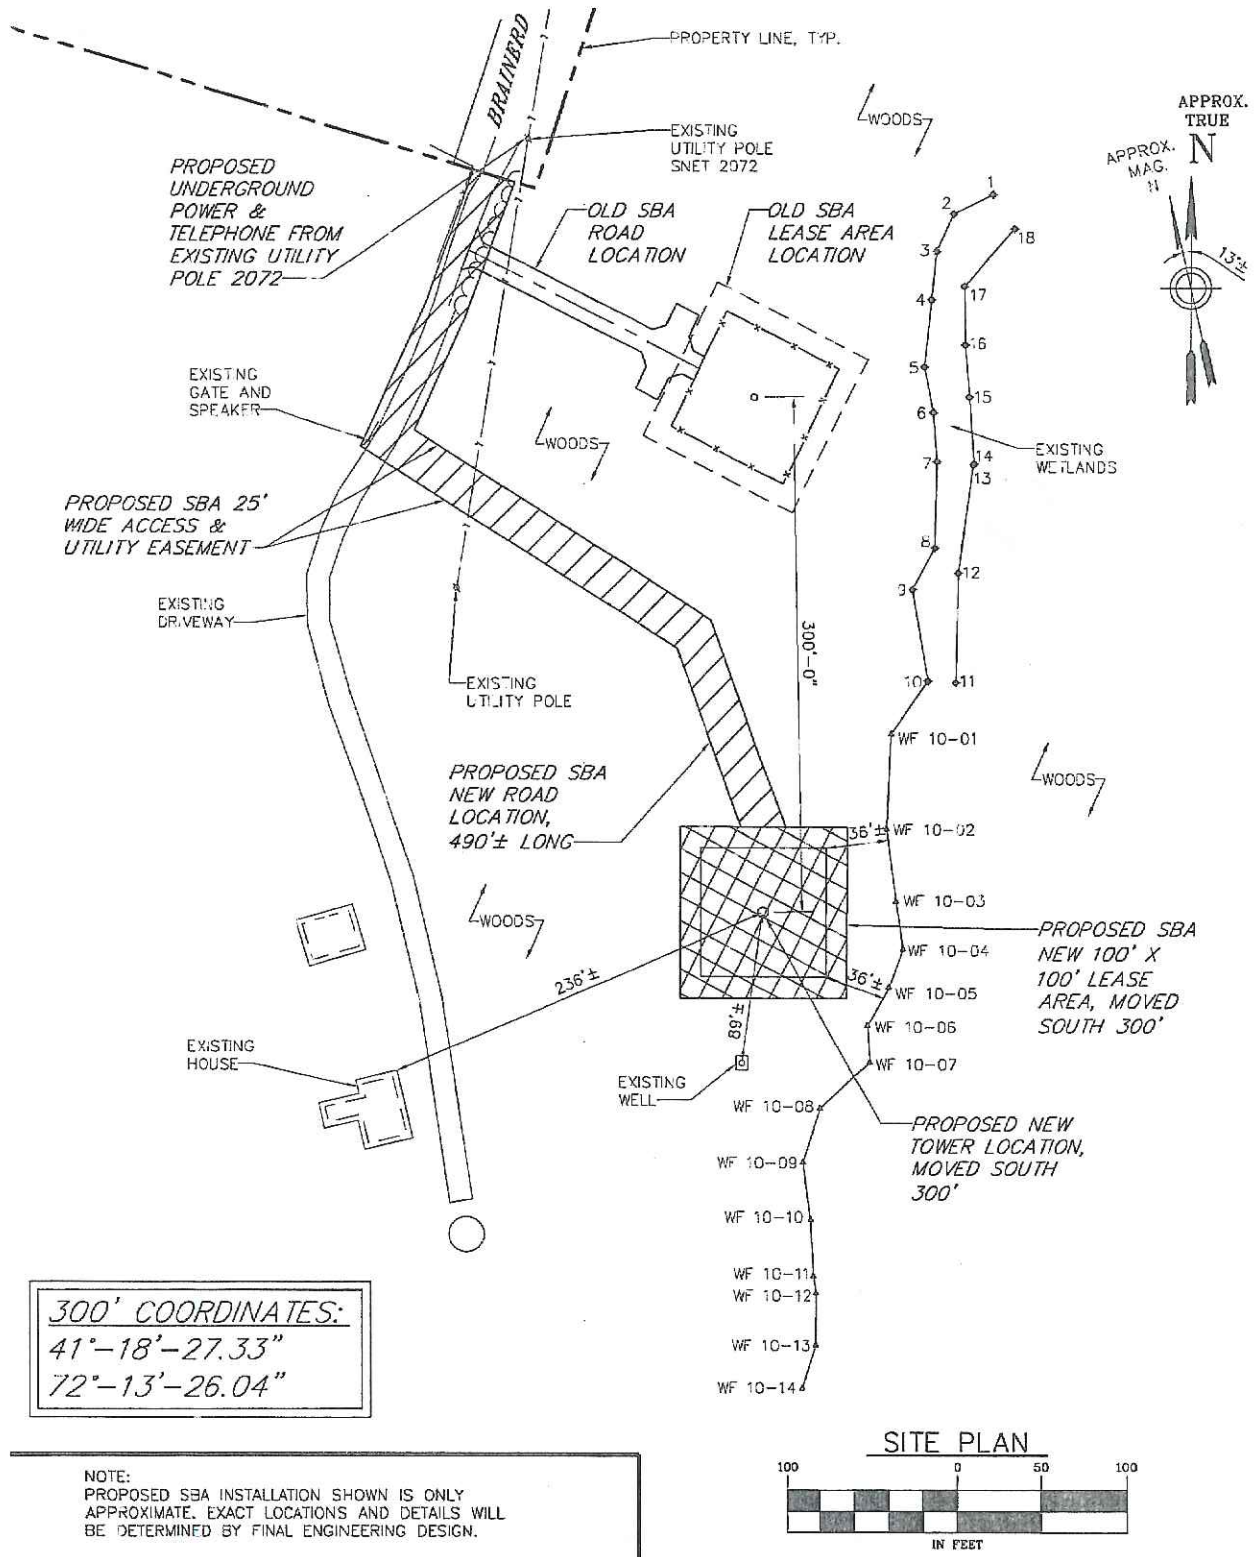 BRAINERD
PROPERTY LINE, TYP.
WOODS
APPROX.
TRUE
N
APPROX.
MAG.
N
13°±
EXISTING
UTILITY POLE
SNET 2072
PROPOSED
UNDERGROUND
POWER &
TELEPHONE FROM
EXISTING UTILITY
POLE 2072
OLD SBA
ROAD
LOCATION
OLD SBA
LEASE AREA
LOCATION
1
2
18
3
17
4
16
5
15
6
14
7
13
8
12
9
10
11
EXISTING
WETLANDS
EXISTING
GATE AND
SPEAKER
WOODS
PROPOSED SBA 25'
WIDE ACCESS &
UTILITY EASEMENT
EXISTING
DRIVEWAY
300'-0"
EXISTING
UTILITY POLE
WF 10-01
WOODS
PROPOSED SBA
NEW ROAD
LOCATION,
490'± LONG
36'±
WF 10-02
WF 10-03
WOODS
WF 10-04
PROPOSED SBA
NEW 100' X
100' LEASE
AREA, MOVED
SOUTH 300'
236'±
36'±
WF 10-05
WF 10-06
WF 10-07
EXISTING
HOUSE
EXISTING
WELL
WF 10-08
PROPOSED NEW
TOWER LOCATION,
MOVED SOUTH
300'
WF 10-09
WF 10-10
WF 10-11
WF 10-12
WF 10-13
WF 10-14
300' COORDINATES:
41°-18'-27.33"
72°-13'-26.04"
SITE PLAN
100 0 50 100
IN FEET
NOTE:
PROPOSED SBA INSTALLATION SHOWN IS ONLY
APPROXIMATE. EXACT LOCATIONS AND DETAILS WILL
BE DETERMINED BY FINAL ENGINEERING DESIGN.